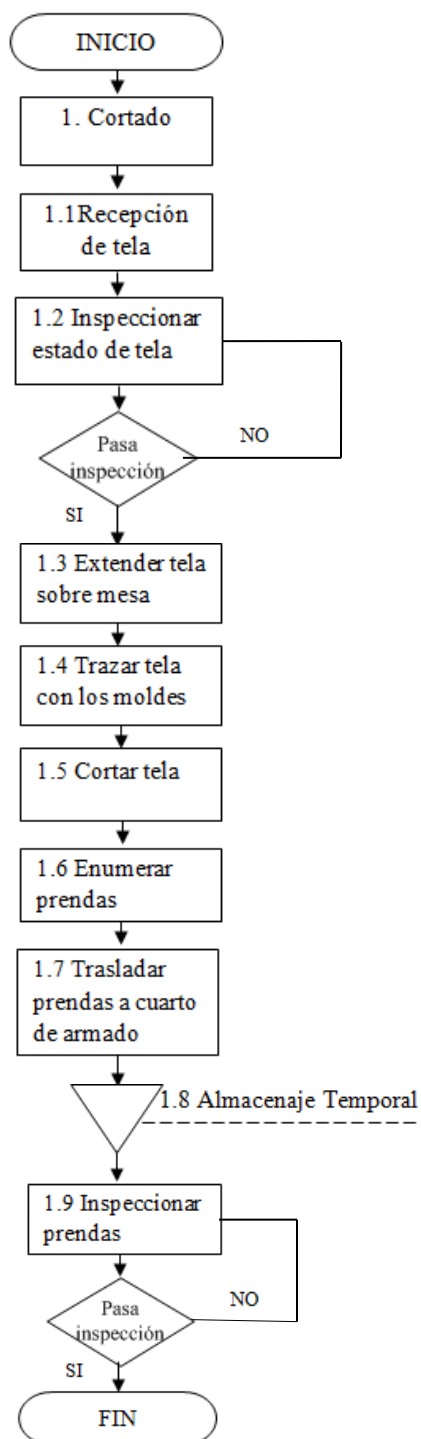 INICIO
1. Cortado
1.1Recepción
de tela
1.2 Inspeccionar
estado de tela
Pasa
inspección
NO
SI
1.3 Extender tela
sobre mesa
1.4 Trazar tela
con los moldes
1.5 Cortar tela
1.6 Enumerar
prendas
1.7 Trasladar
prendas a cuarto
de armado
1.8 Almacenaje Temporal
1.9 Inspeccionar
prendas
Pasa
inspección
NO
SI
FIN